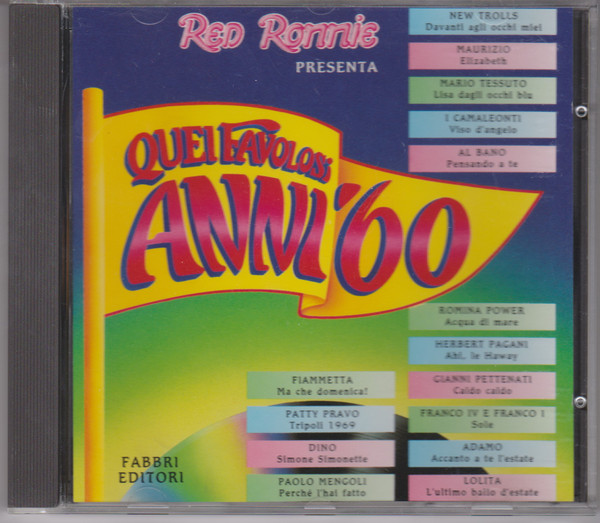 Red Ronnie
PRESENTA
QUEI FAVOLOSI
ANNI '60
NEW TROLLS
Davanti agli occhi miei
MAURIZIO
Elizabeth
MARIO TESSUTO
Lisa dagli occhi blu
I CAMALEONTI
Viso d'angelo
AL BANO
Pensando a te
ROMINA POWER
Acqua di mare
HERBERT PAGANI
Ahi, le Haway
GIANNI PETTENATI
Caldo caldo
FRANCO IV E FRANCO I
Sole
ADAMO
Accanto a te l'estate
LOLITA
L'ultimo ballo d'estate
FIAMMETTA
Ma che domenica!
PATTY PRAVO
Tripoli 1969
DINO
Simone Simonette
PAOLO MENGOLI
Perchè l'hai fatto
FABBRI
EDITORI